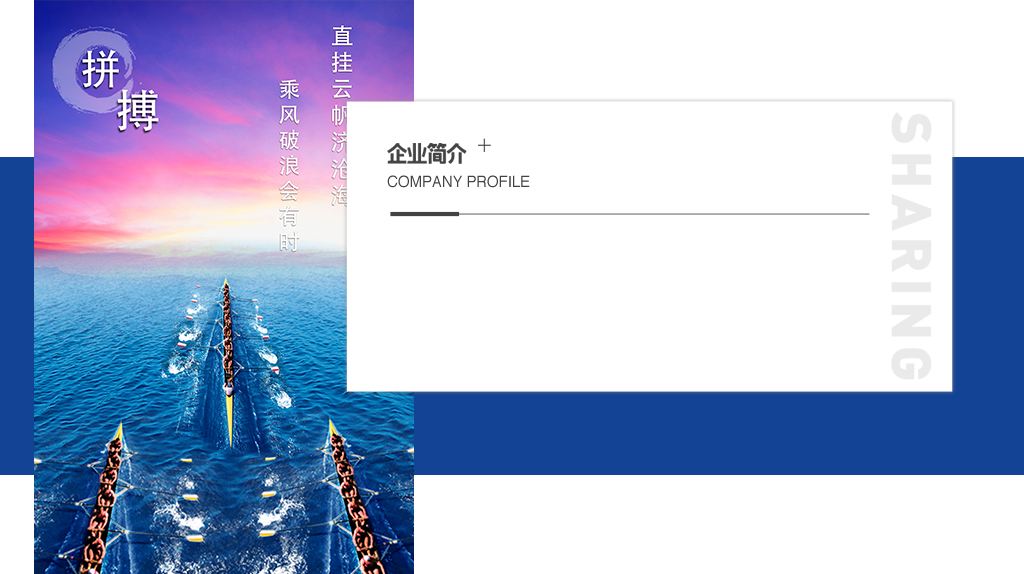 拼
搏
直挂云帆济沧海
乘风破浪会有时
企业简介 +
COMPANY PROFILE
SHARING